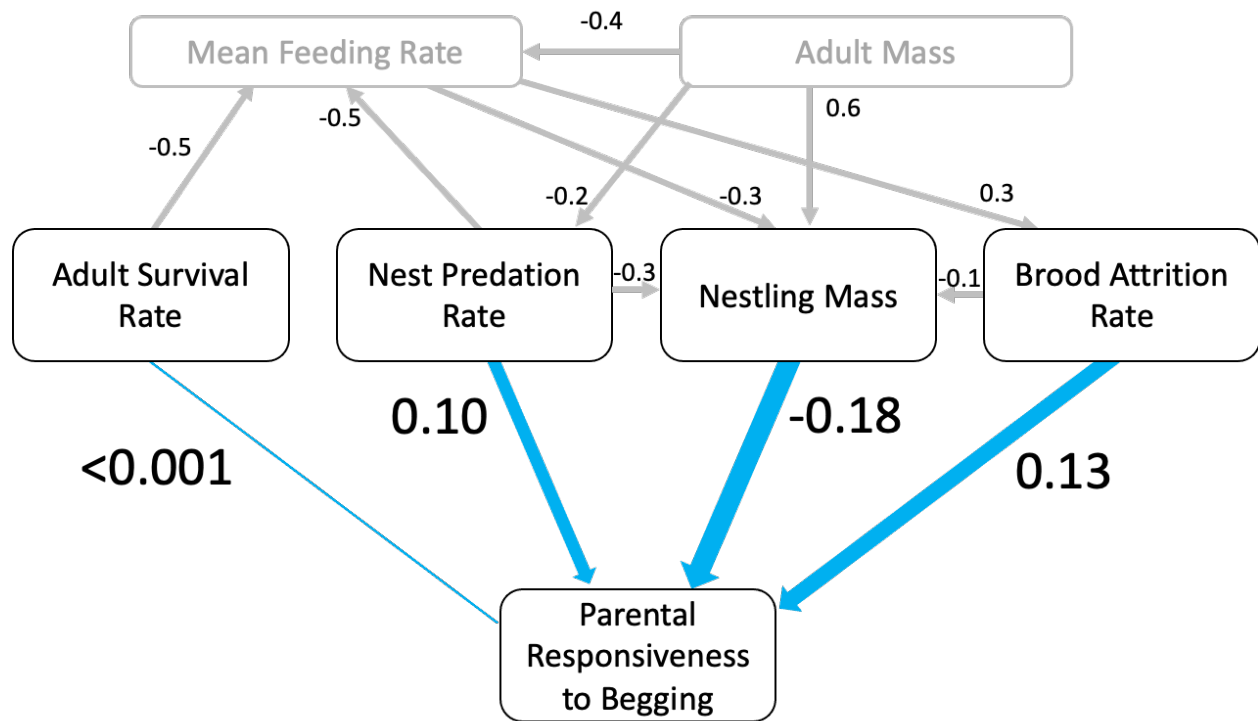 -0.4
Mean Feeding Rate
Adult Mass
-0.5
-0.5
0.6
-0.2
-0.3
0.3
Adult Survival
Rate
Nest Predation
Rate
-0.3
Nestling Mass
-0.1
Brood Attrition
Rate
<0.001
0.10
-0.18
0.13
Parental
Responsiveness
to Begging